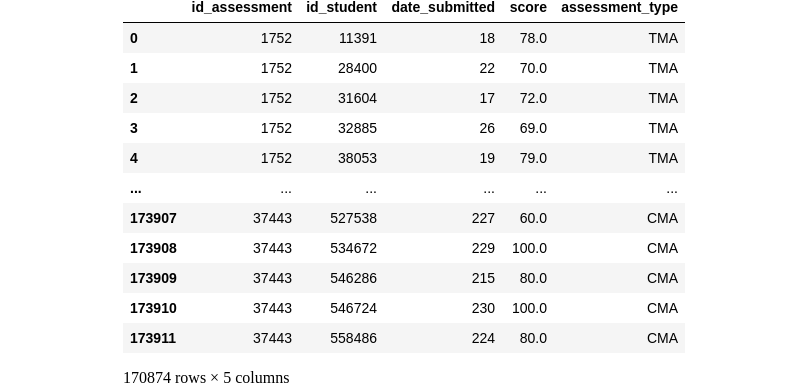 id_assessment id_student date_submitted score assessment_type
0 1752 11391 18 78.0 TMA
1 1752 28400 22 70.0 TMA
2 1752 31604 17 72.0 TMA
3 1752 32885 26 69.0 TMA
4 1752 38053 19 79.0 TMA
... ... ... ... ... ...
173907 37443 527538 227 60.0 CMA
173908 37443 534672 229 100.0 CMA
173909 37443 546286 215 80.0 CMA
173910 37443 546724 230 100.0 CMA
173911 37443 558486 224 80.0 CMA
170874 rows × 5 columns